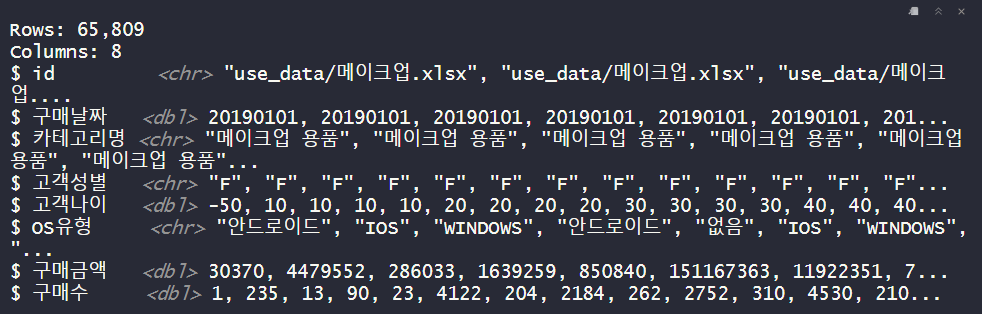 Rows: 65,809
Columns: 8
$ id <chr> "use_data/메이크업.xlsx", "use_data/메이크업.xlsx", "use_data/메이크
업....
$ 구매날짜 <dbl> 20190101, 20190101, 20190101, 20190101, 20190101, 20190101, 201...
$ 카테고리명 <chr> "메이크업 용품", "메이크업 용품", "메이크업 용품", "메이크업 용품", "메이크업
용품", "메이크업 용품"...
$ 고객성별 <chr> "F", "F", "F", "F", "F", "F", "F", "F", "F", "F", "F", "F", "F"...
$ 고객나이 <dbl> -50, 10, 10, 10, 10, 20, 20, 20, 20, 30, 30, 30, 30, 40, 40, 40...
$ OS유형 <chr> "안드로이드", "IOS", "WINDOWS", "안드로이드", "없음", "IOS", "WINDOWS",
"...
$ 구매금액 <dbl> 30370, 4479552, 286033, 1639259, 850840, 151167363, 11922351, 7...
$ 구매수 <dbl> 1, 235, 13, 90, 23, 4122, 204, 2184, 262, 2752, 310, 4530, 210...